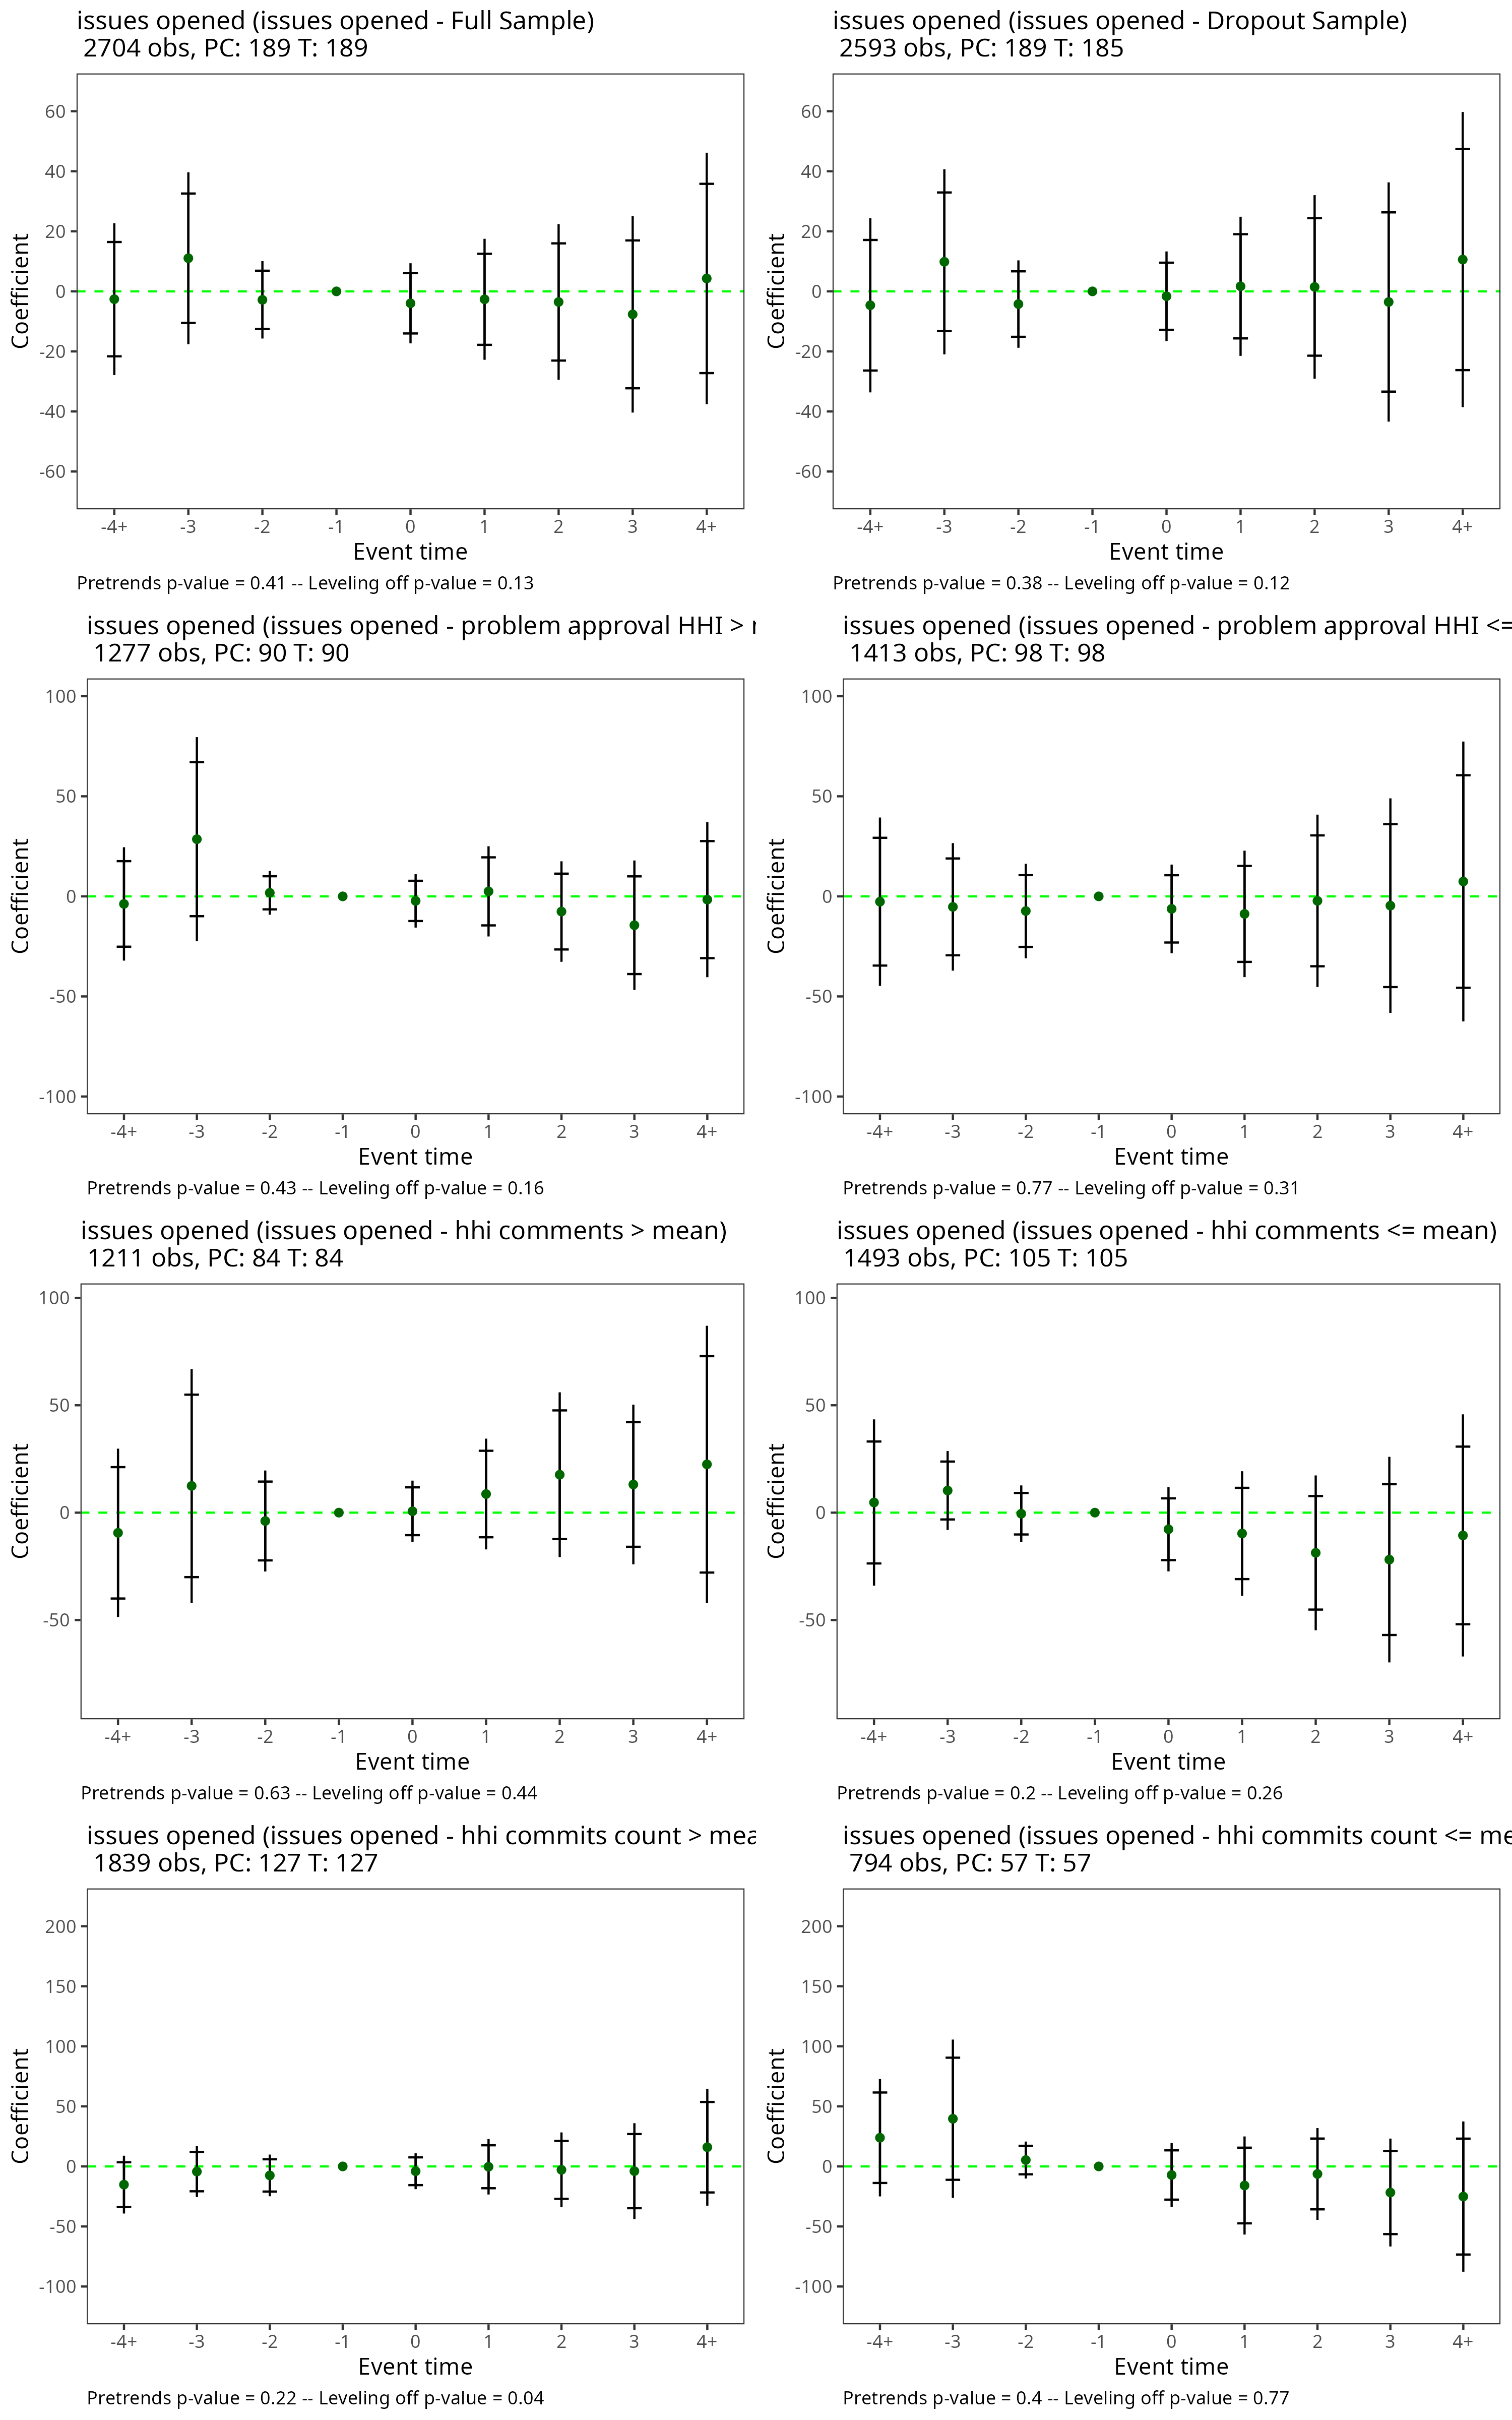 issues opened (issues opened - Full Sample)
2704 obs, PC: 189 T: 189
60
40
20
0
-20
-40
-60
Coefficient
-4+ -3 -2 -1 0 1 2 3 4+
Event time
Pretrends p-value = 0.41 -- Leveling off p-value = 0.13
issues opened (issues opened - Dropout Sample)
2593 obs, PC: 189 T: 185
60
40
20
0
-20
-40
-60
Coefficient
-4+ -3 -2 -1 0 1 2 3 4+
Event time
Pretrends p-value = 0.38 -- Leveling off p-value = 0.12
issues opened (issues opened - problem approval HHI >
1277 obs, PC: 90 T: 90
100
50
0
-50
-100
Coefficient
-4+ -3 -2 -1 0 1 2 3 4+
Event time
Pretrends p-value = 0.43 -- Leveling off p-value = 0.16
issues opened (issues opened - problem approval HHI <=
1413 obs, PC: 98 T: 98
100
50
0
-50
-100
Coefficient
-4+ -3 -2 -1 0 1 2 3 4+
Event time
Pretrends p-value = 0.77 -- Leveling off p-value = 0.31
issues opened (issues opened - hhi comments > mean)
1211 obs, PC: 84 T: 84
100
50
0
-50
Coefficient
-4+ -3 -2 -1 0 1 2 3 4+
Event time
Pretrends p-value = 0.63 -- Leveling off p-value = 0.44
issues opened (issues opened - hhi comments <= mean)
1493 obs, PC: 105 T: 105
100
50
0
-50
Coefficient
-4+ -3 -2 -1 0 1 2 3 4+
Event time
Pretrends p-value = 0.2 -- Leveling off p-value = 0.26
issues opened (issues opened - hhi commits count > mea
1839 obs, PC: 127 T: 127
200
150
100
50
0
-50
-100
Coefficient
-4+ -3 -2 -1 0 1 2 3 4+
Event time
Pretrends p-value = 0.22 -- Leveling off p-value = 0.04
issues opened (issues opened - hhi commits count <= me
794 obs, PC: 57 T: 57
200
150
100
50
0
-50
-100
Coefficient
-4+ -3 -2 -1 0 1 2 3 4+
Event time
Pretrends p-value = 0.4 -- Leveling off p-value = 0.77